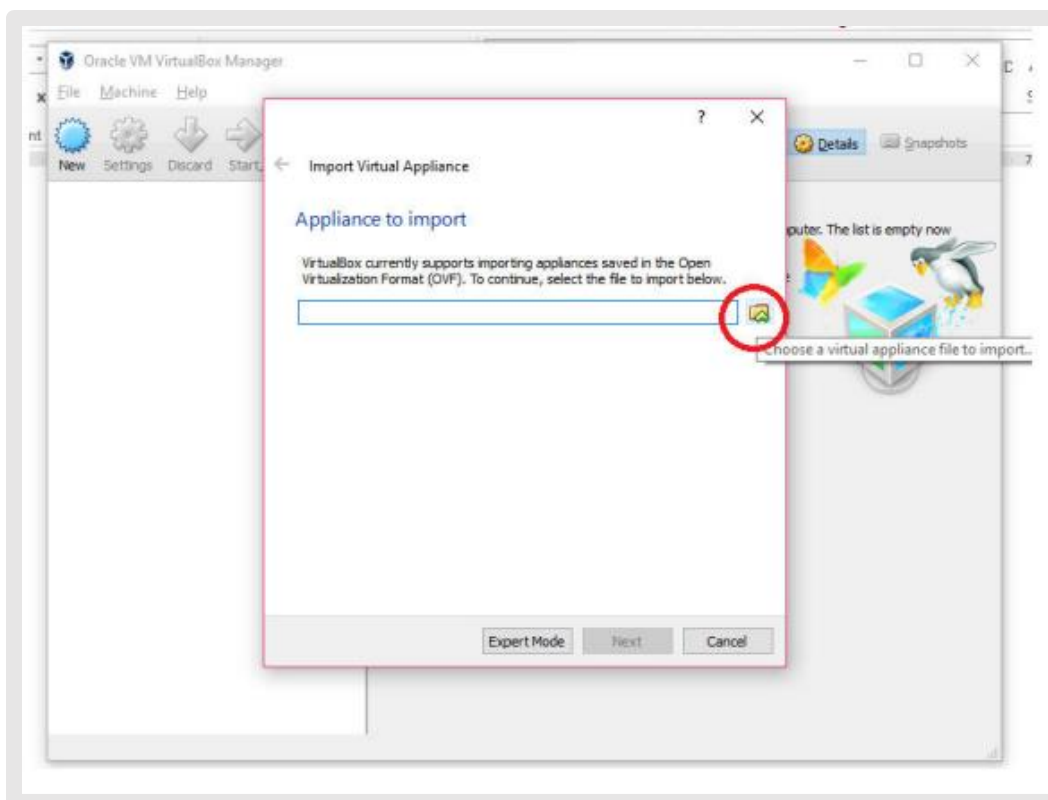 Oracle VM VirtualBox Manager
File Machine Help
New Settings Discard Start
Details Snapshots
? 
Import Virtual Appliance
Appliance to import
VirtualBox currently supports importing appliances saved in the Open
Virtualization Format (OVF). To continue, select the file to import below.
puter. The list is empty now
Choose a virtual appliance file to import...
Expert Mode Next Cancel